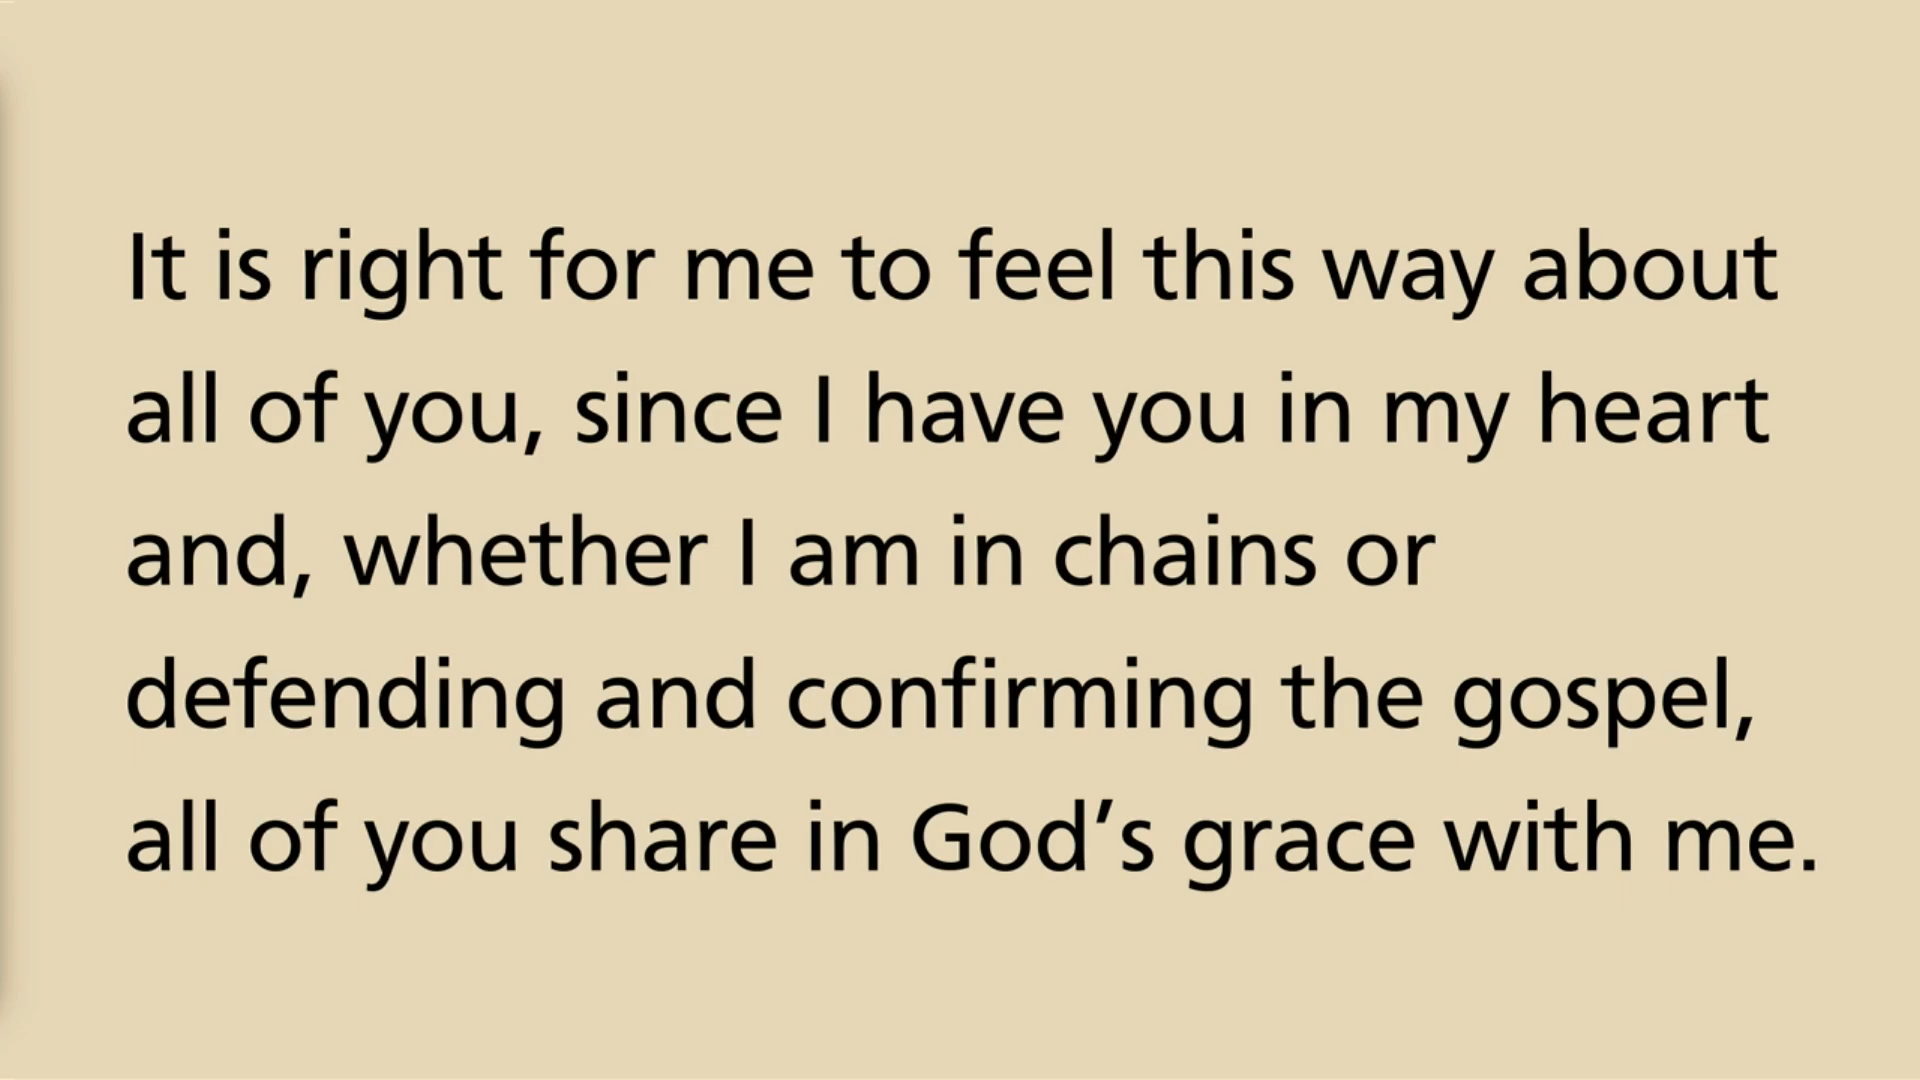 It is right for me to feel this way about
all of you, since I have you in my heart
and, whether I am in chains or
defending and confirming the gospel,
all of you share in God’s grace with me.